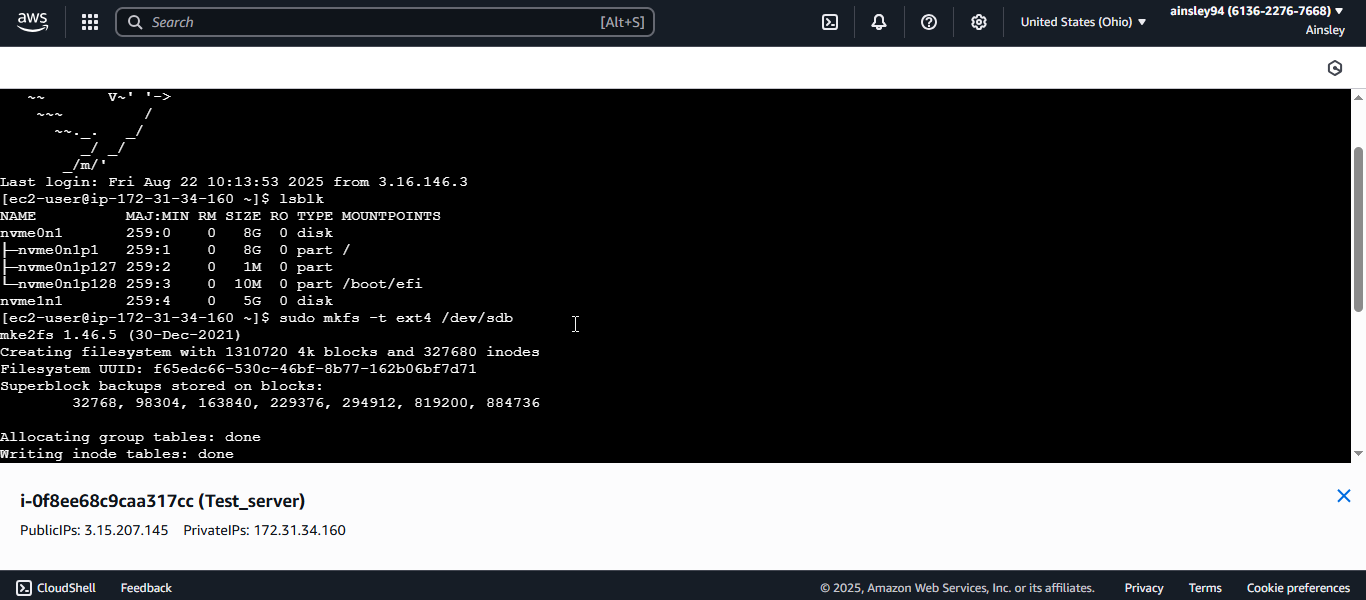 aws
Search [Alt+S]
United States (Ohio)
ainsley94 (6136-2276-7668)
Ainsley
~~ V~' '->
~~~ /
~~._. _/
_/ _/
_/m/'
Last login: Fri Aug 22 10:13:53 2025 from 3.16.146.3
[ec2-user@ip-172-31-34-160 ~]$ lsblk
NAME MAJ:MIN RM SIZE RO TYPE MOUNTPOINTS
nvme0n1 259:0 0 8G 0 disk
├─nvme0n1p1 259:1 0 8G 0 part /
├─nvme0n1p127 259:2 0 1M 0 part
└─nvme0n1p128 259:3 0 10M 0 part /boot/efi
nvme1n1 259:4 0 5G 0 disk
[ec2-user@ip-172-31-34-160 ~]$ sudo mkfs -t ext4 /dev/sdb
mke2fs 1.46.5 (30-Dec-2021)
Creating filesystem with 1310720 4k blocks and 327680 inodes
Filesystem UUID: f65edc66-530c-46bf-8b77-162b06bf7d71
Superblock backups stored on blocks:
32768, 98304, 163840, 229376, 294912, 819200, 884736
Allocating group tables: done
Writing inode tables: done
i-0f8ee68c9caa317cc (Test_server)
PublicIPs: 3.15.207.145 PrivateIPs: 172.31.34.160
CloudShell Feedback © 2025, Amazon Web Services, Inc. or its affiliates. Privacy Terms Cookie preferences